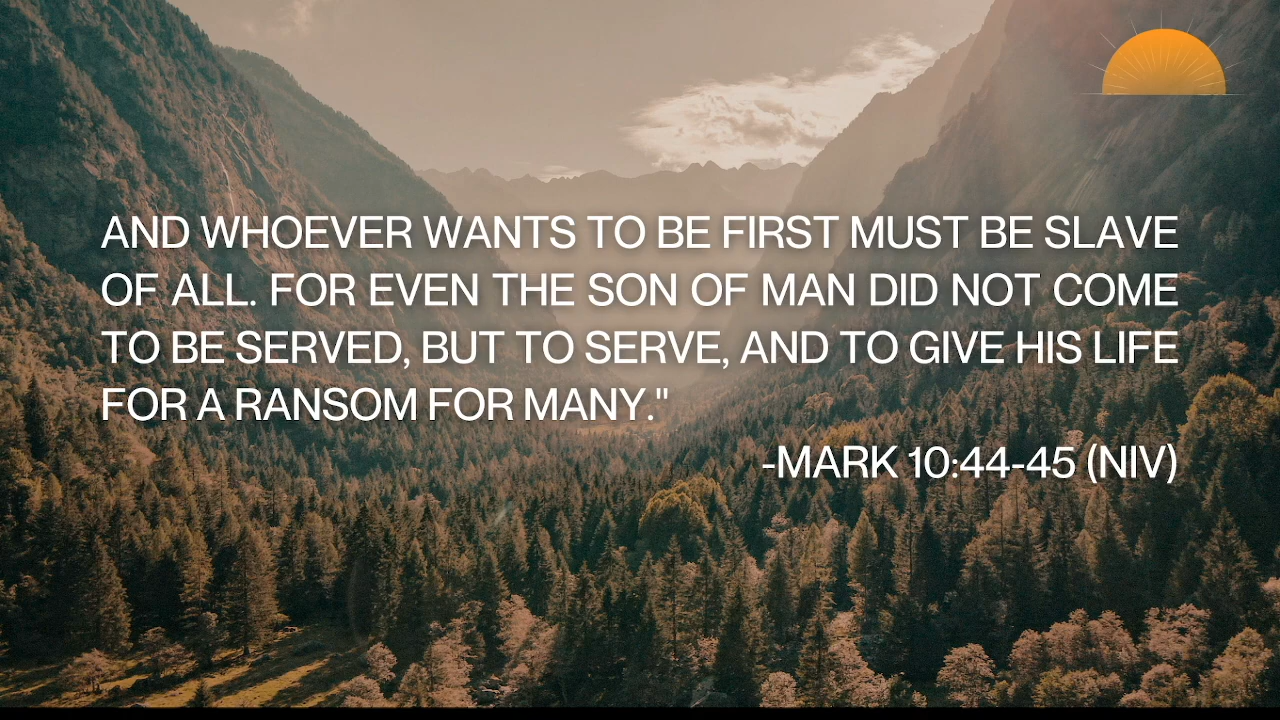 AND WHOEVER WANTS TO BE FIRST MUST BE SLAVE
OF ALL. FOR EVEN THE SON OF MAN DID NOT COME
TO BE SERVED, BUT TO SERVE, AND TO GIVE HIS LIFE
FOR A RANSOM FOR MANY."
-MARK 10:44-45 (NIV)